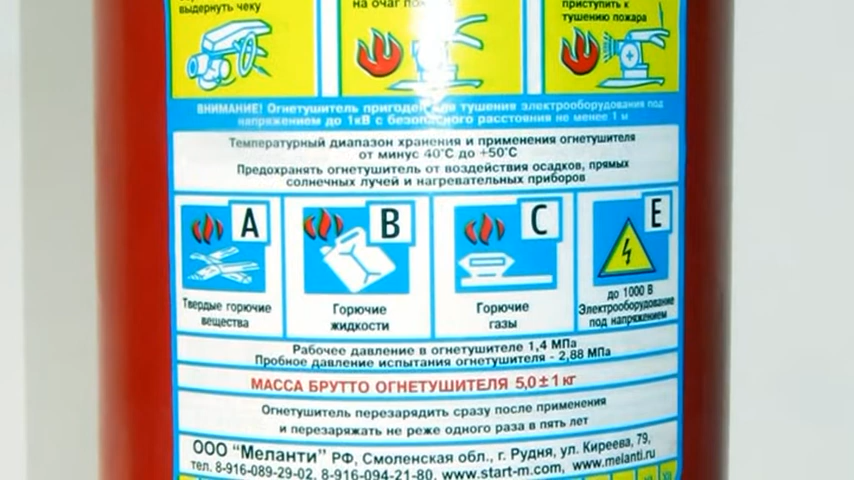 выдернуть чеку
на очаг пожара
приступить к
тушению пожара
ВНИМАНИЕ! Огнетушитель пригоден для тушения электрооборудования под
напряжением до 1кВ с безопасного расстояния не менее 1 м
Температурный диапазон хранения и применения огнетушителя
от минус 40°С до +50°С
Предохранять огнетушитель от воздействия осадков, прямых
солнечных лучей и нагревательных приборов
A
B
C
E
Твердые горючие
вещества
Горючие
жидкости
Горючие
газы
до 1000 В
Электрооборудование
под напряжением
Рабочее давление в огнетушителе 1,4 МПа
Пробное давление испытания огнетушителя - 2,88 МПа
МАССА БРУТТО ОГНЕТУШИТЕЛЯ 5,0 ± 1 кг
Огнетушитель перезарядить сразу после применения
и перезаряжать не реже одного раза в пять лет
ООО "Меланти" РФ, Смоленская обл., г. Рудня, ул. Киреева, 79,
тел. 8-916-089-29-02, 8-916-094-21-80, www.start-m.com, www.melanti.ru